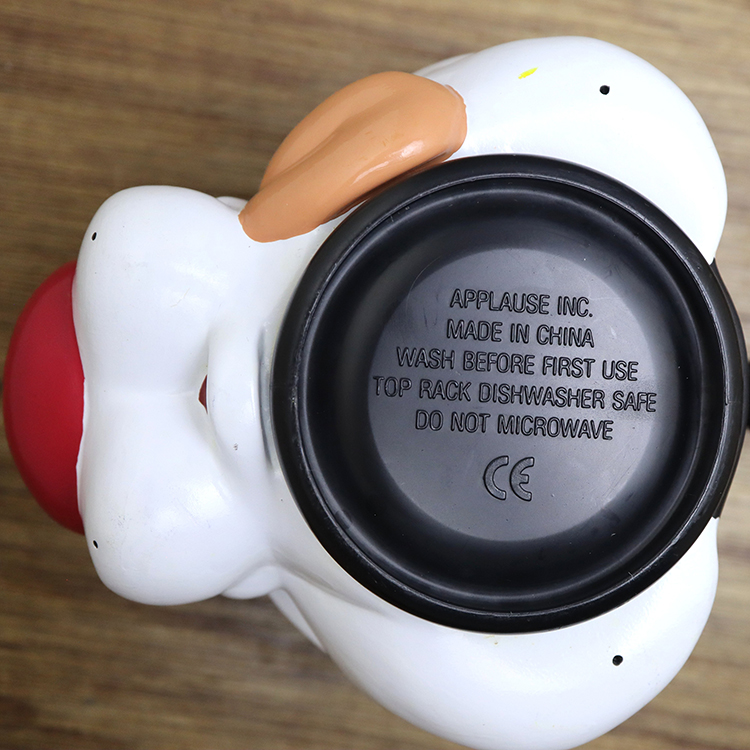 APPLAUSE INC.
MADE IN CHINA
WASH BEFORE FIRST USE
TOP RACK DISHWASHER SAFE
DO NOT MICROWAVE
CE